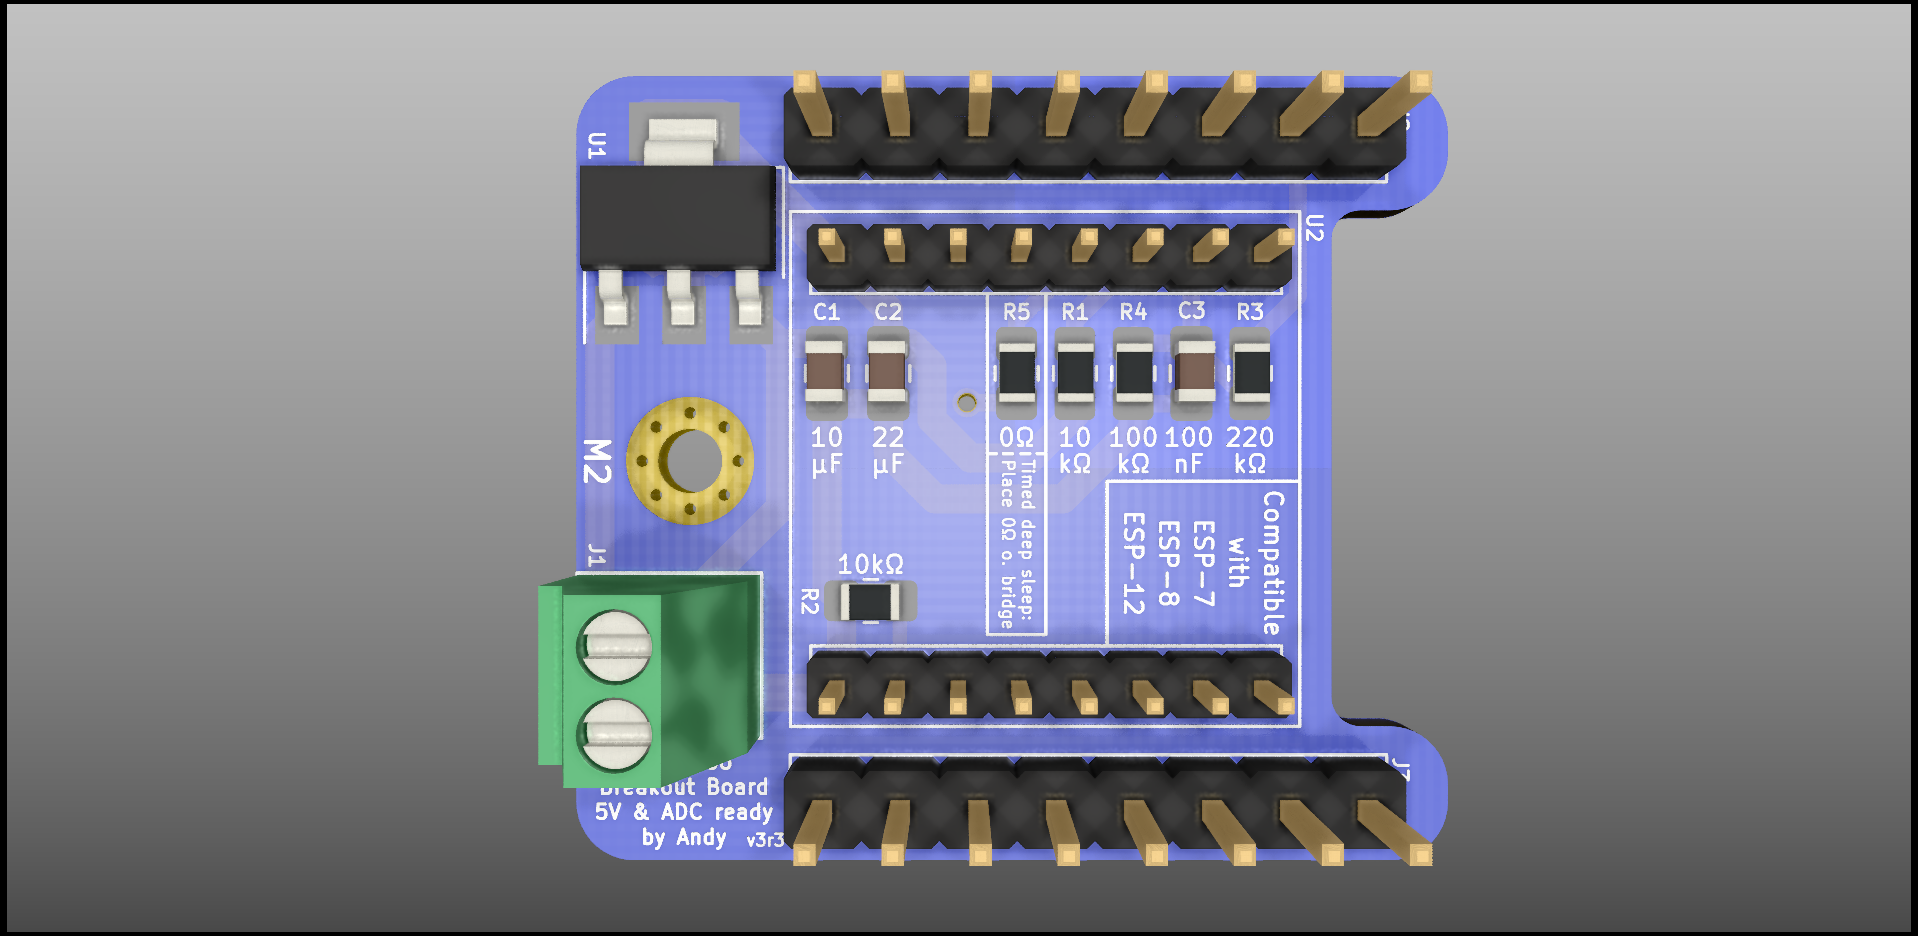 U1
U2
C1 C2 R5 R1 R4 C3 R3
10 22 0Ω 10 100 100 220
µF µF kΩ kΩ nF kΩ
M2
Timed deep sleep:
Place 0Ω o. bridge
Compatible
with
ESP-7
ESP-8
ESP-12
J1
10kΩ
R2
Breakout Board
5V & ADC ready
by Andy v3r3